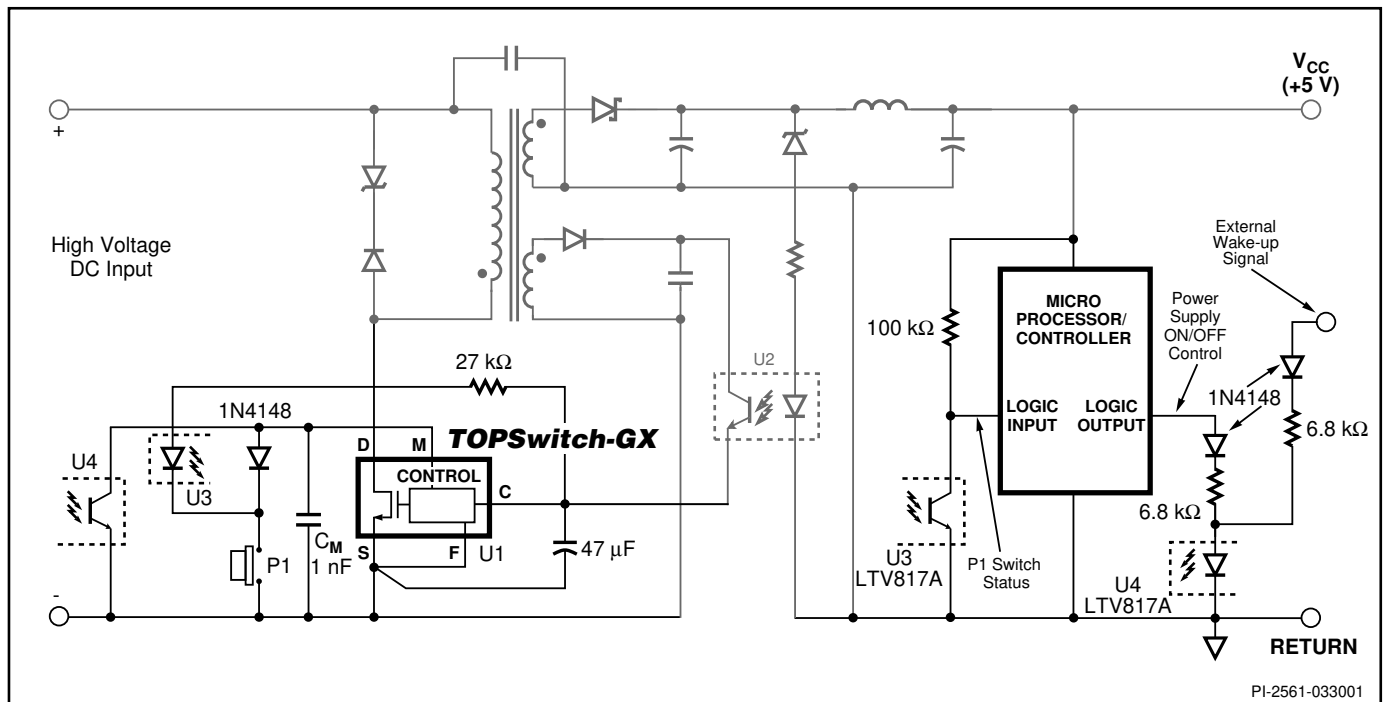 V_CC
(+5 V)
+
High Voltage
DC Input
External
Wake-up
Signal
MICRO
PROCESSOR/
CONTROLLER
Power
Supply
ON/OFF
Control
100 kΩ
U2
27 kΩ
1N4148
1N4148
LOGIC
INPUT
LOGIC
OUTPUT
TOPSwitch-GX
D
M
6.8 kΩ
U4
CONTROL
U3
C
6.8 kΩ
C_M
1 nF
P1
S
F
U1
47 μF
U3
LTV817A
P1 Switch
Status
U4
LTV817A
-
RETURN
PI-2561-033001